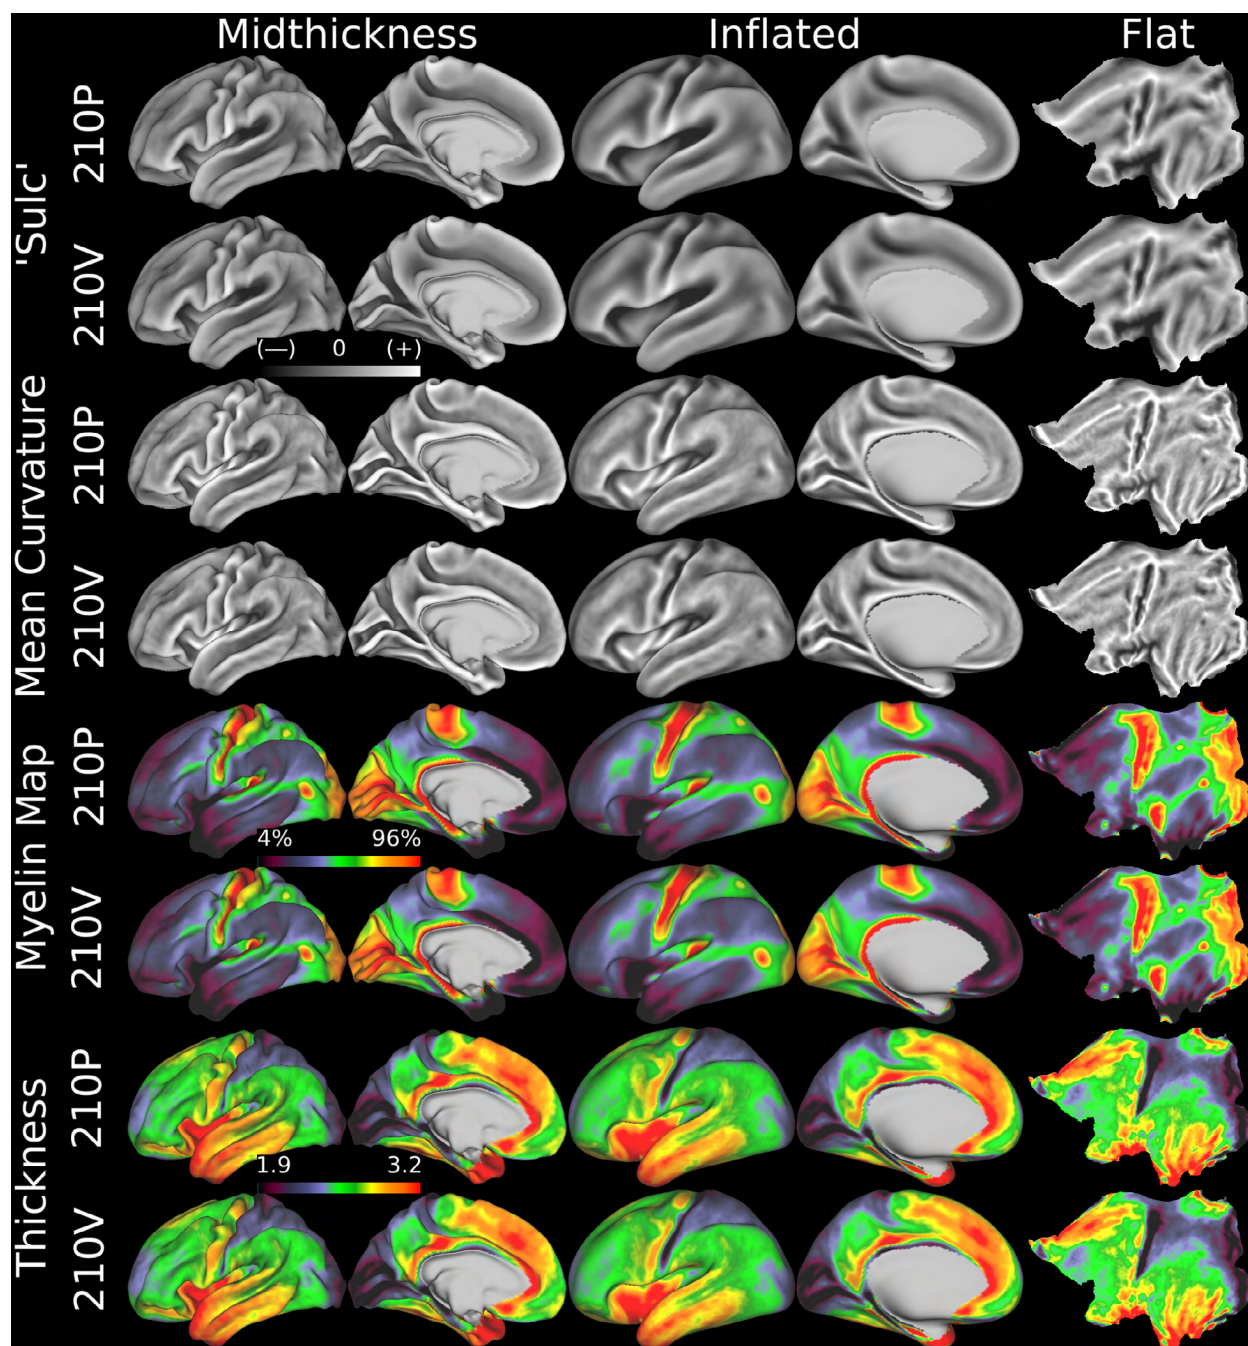 Midthickness Inflated Flat
'Sulc'
210P
210V
(—) 0 (+)
Mean Curvature
210P
210V
Myelin Map
210P
4% 96%
210V
Thickness
210P
1.9 3.2
210V